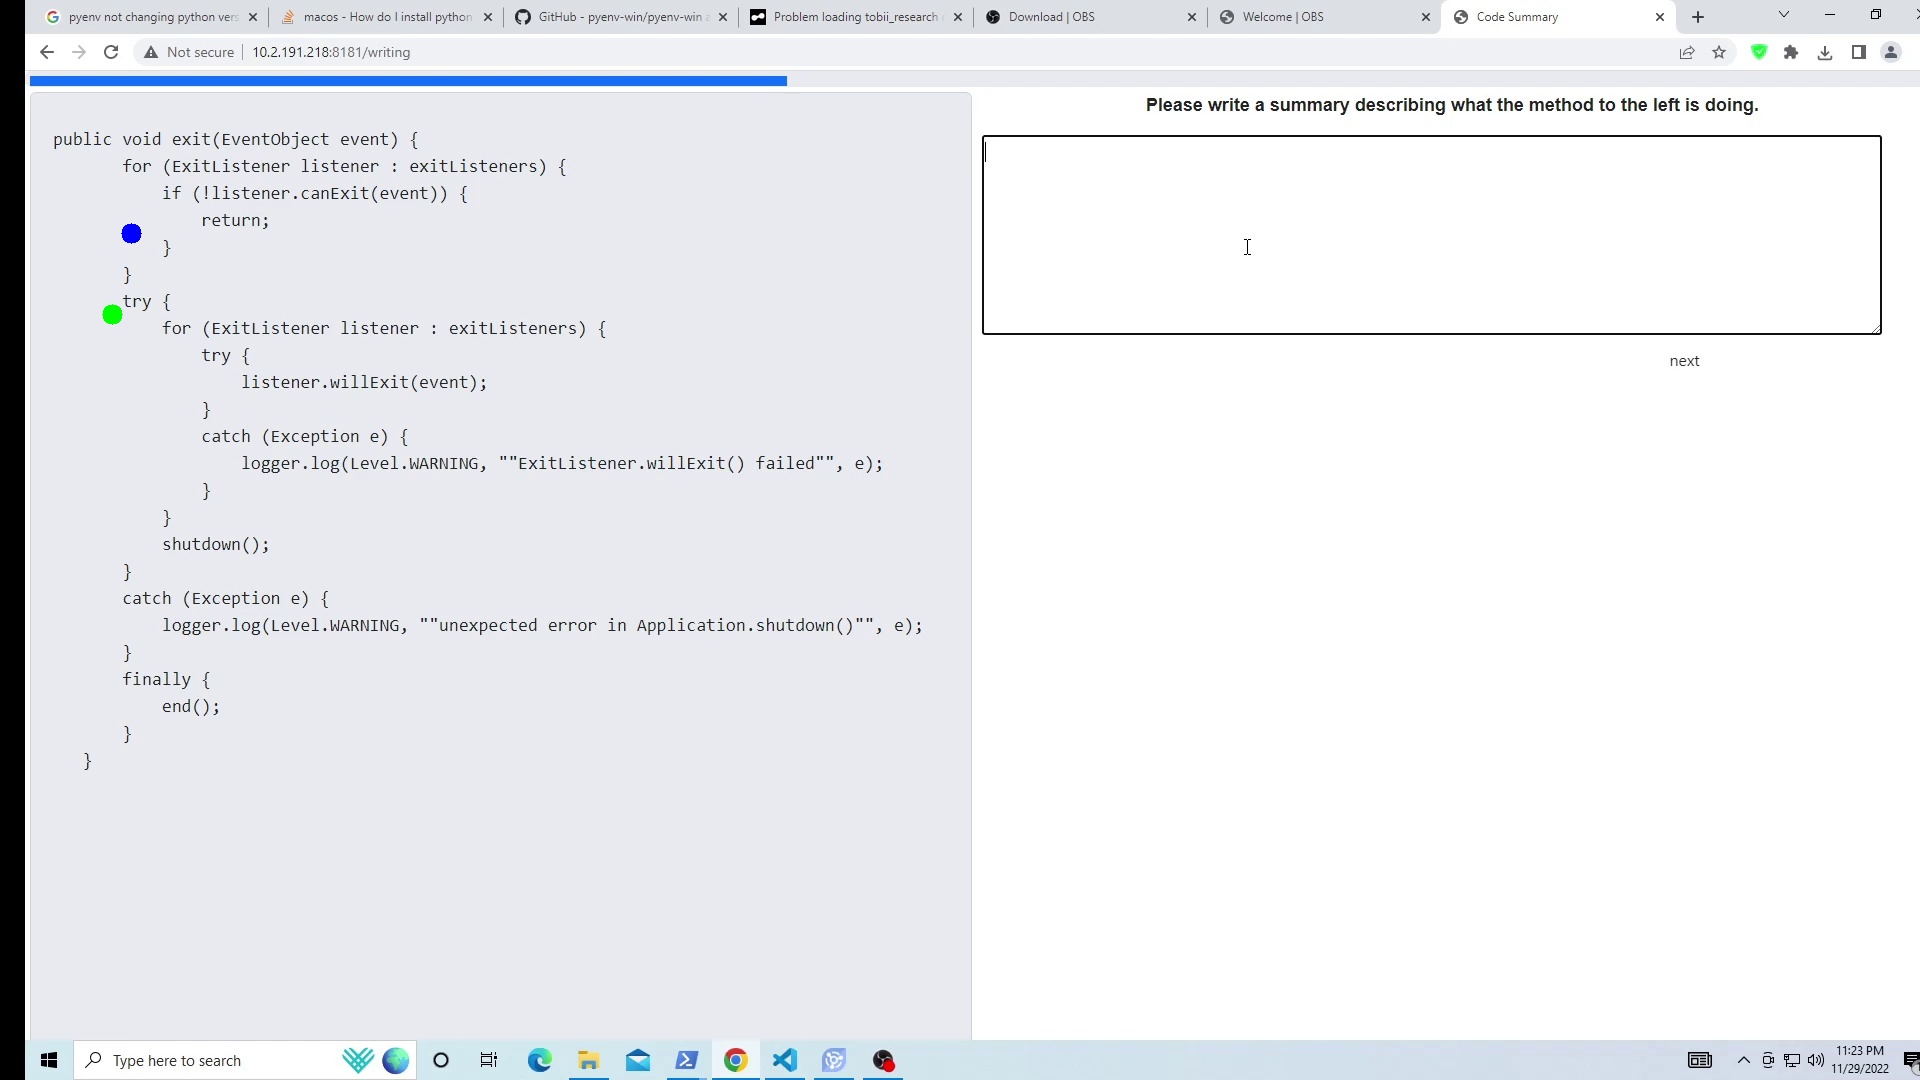 pyenv not changing python vers
macos - How do I install python
GitHub - pyenv-win/pyenv-win a
Problem loading tobii_research
Download | OBS
Welcome | OBS
Code Summary
Not secure
10.2.191.218:8181/writing
public void exit(EventObject event) {
for (ExitListener listener : exitListeners) {
if (!listener.canExit(event)) {
return;
}
}
try {
for (ExitListener listener : exitListeners) {
try {
listener.willExit(event);
}
catch (Exception e) {
logger.log(Level.WARNING, ""ExitListener.willExit() failed"", e);
}
}
shutdown();
}
catch (Exception e) {
logger.log(Level.WARNING, ""unexpected error in Application.shutdown()"", e);
}
finally {
end();
}
}
Please write a summary describing what the method to the left is doing.
next
Type here to search
11:23 PM
11/29/2022